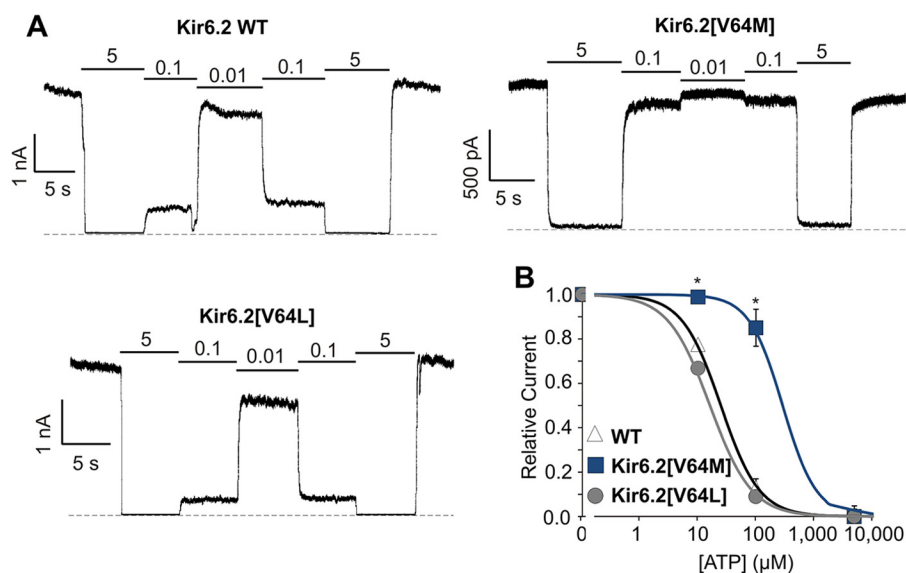 A
Kir6.2 WT
5
0.1
0.01
0.1
5
1 nA
5 s
Kir6.2[V64M]
5
0.1
0.01
0.1
5
500 pA
5 s
Kir6.2[V64L]
5
0.1
0.01
0.1
5
1 nA
5 s
B
* *
1.0
0.8
0.6
0.4
0.2
0.0
Relative Current
WT
Kir6.2[V64M]
Kir6.2[V64L]
0 1 10 100 1,000 10,000
[ATP] (μM)